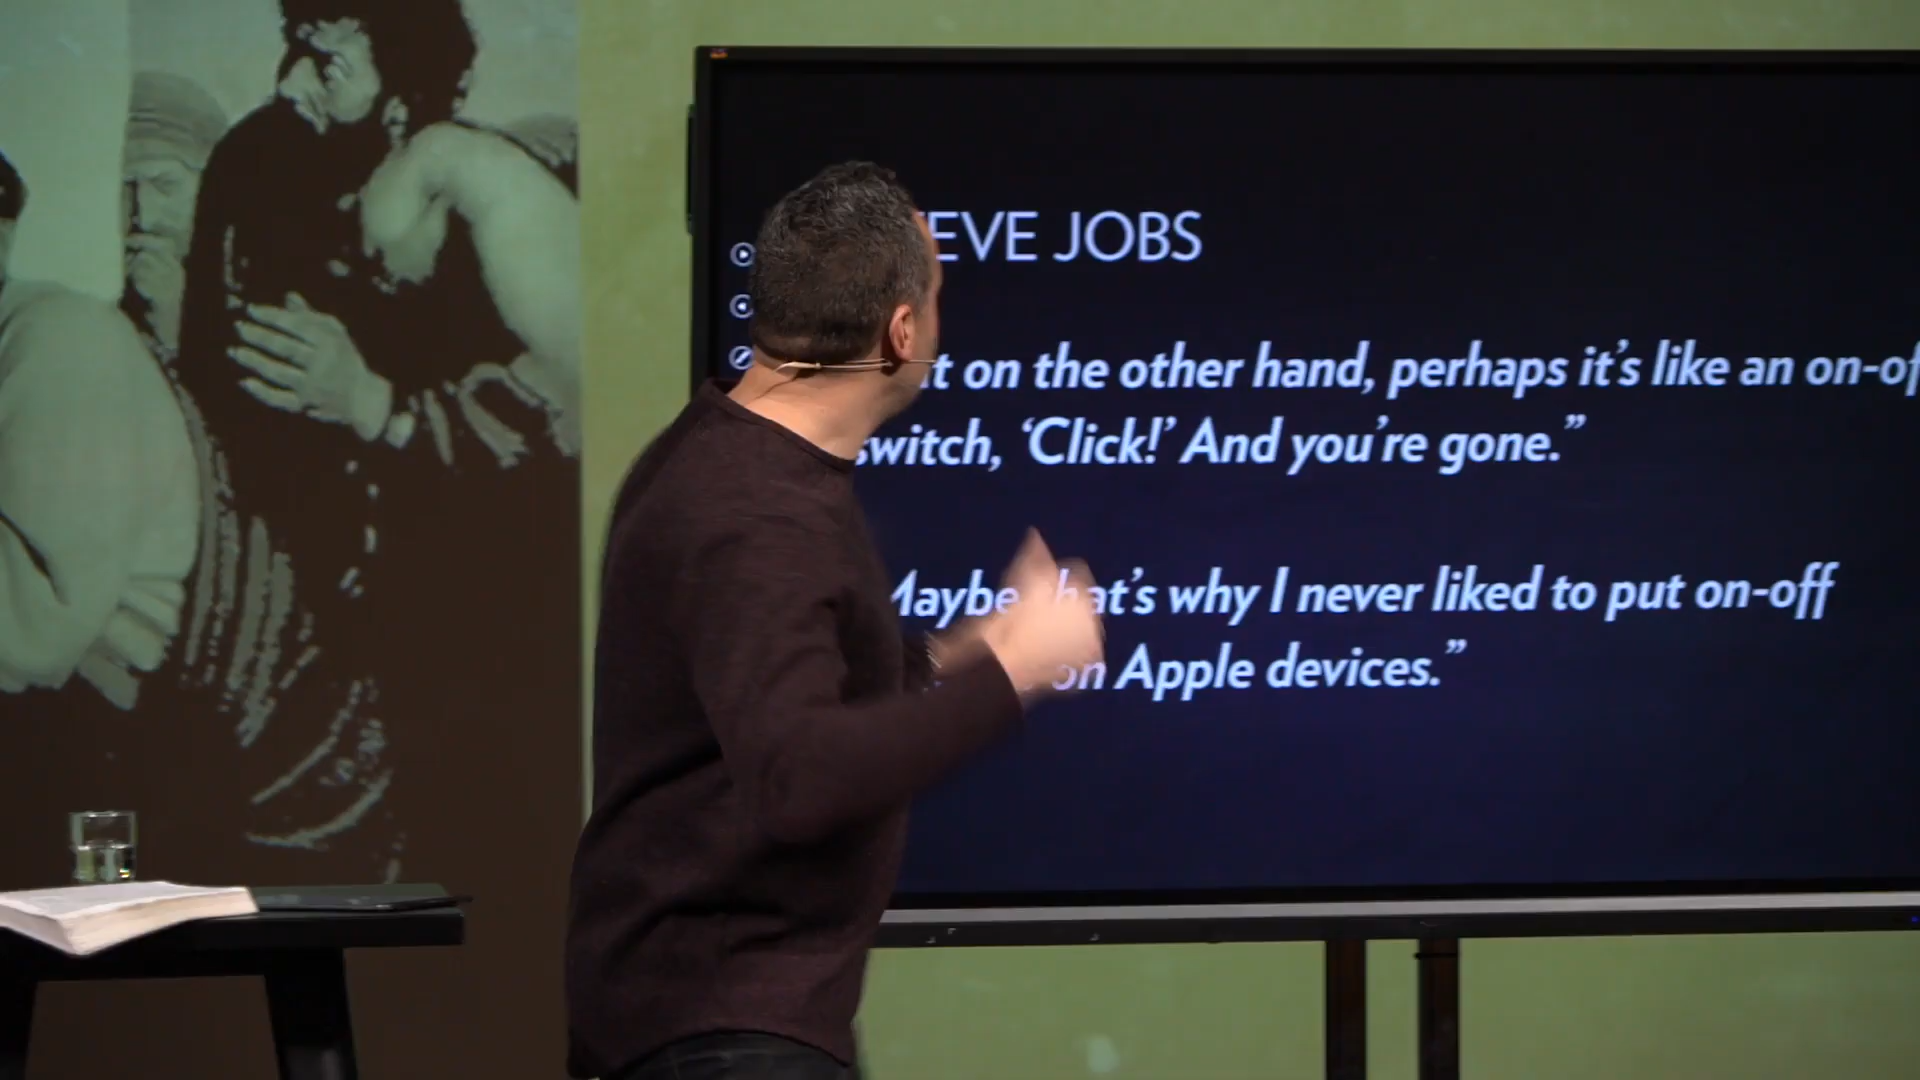 EVE JOBS
on the other hand, perhaps it’s like an on-of
switch, ‘Click!’ And you’re gone.”
Maybe that’s why I never liked to put on-off
on Apple devices.”